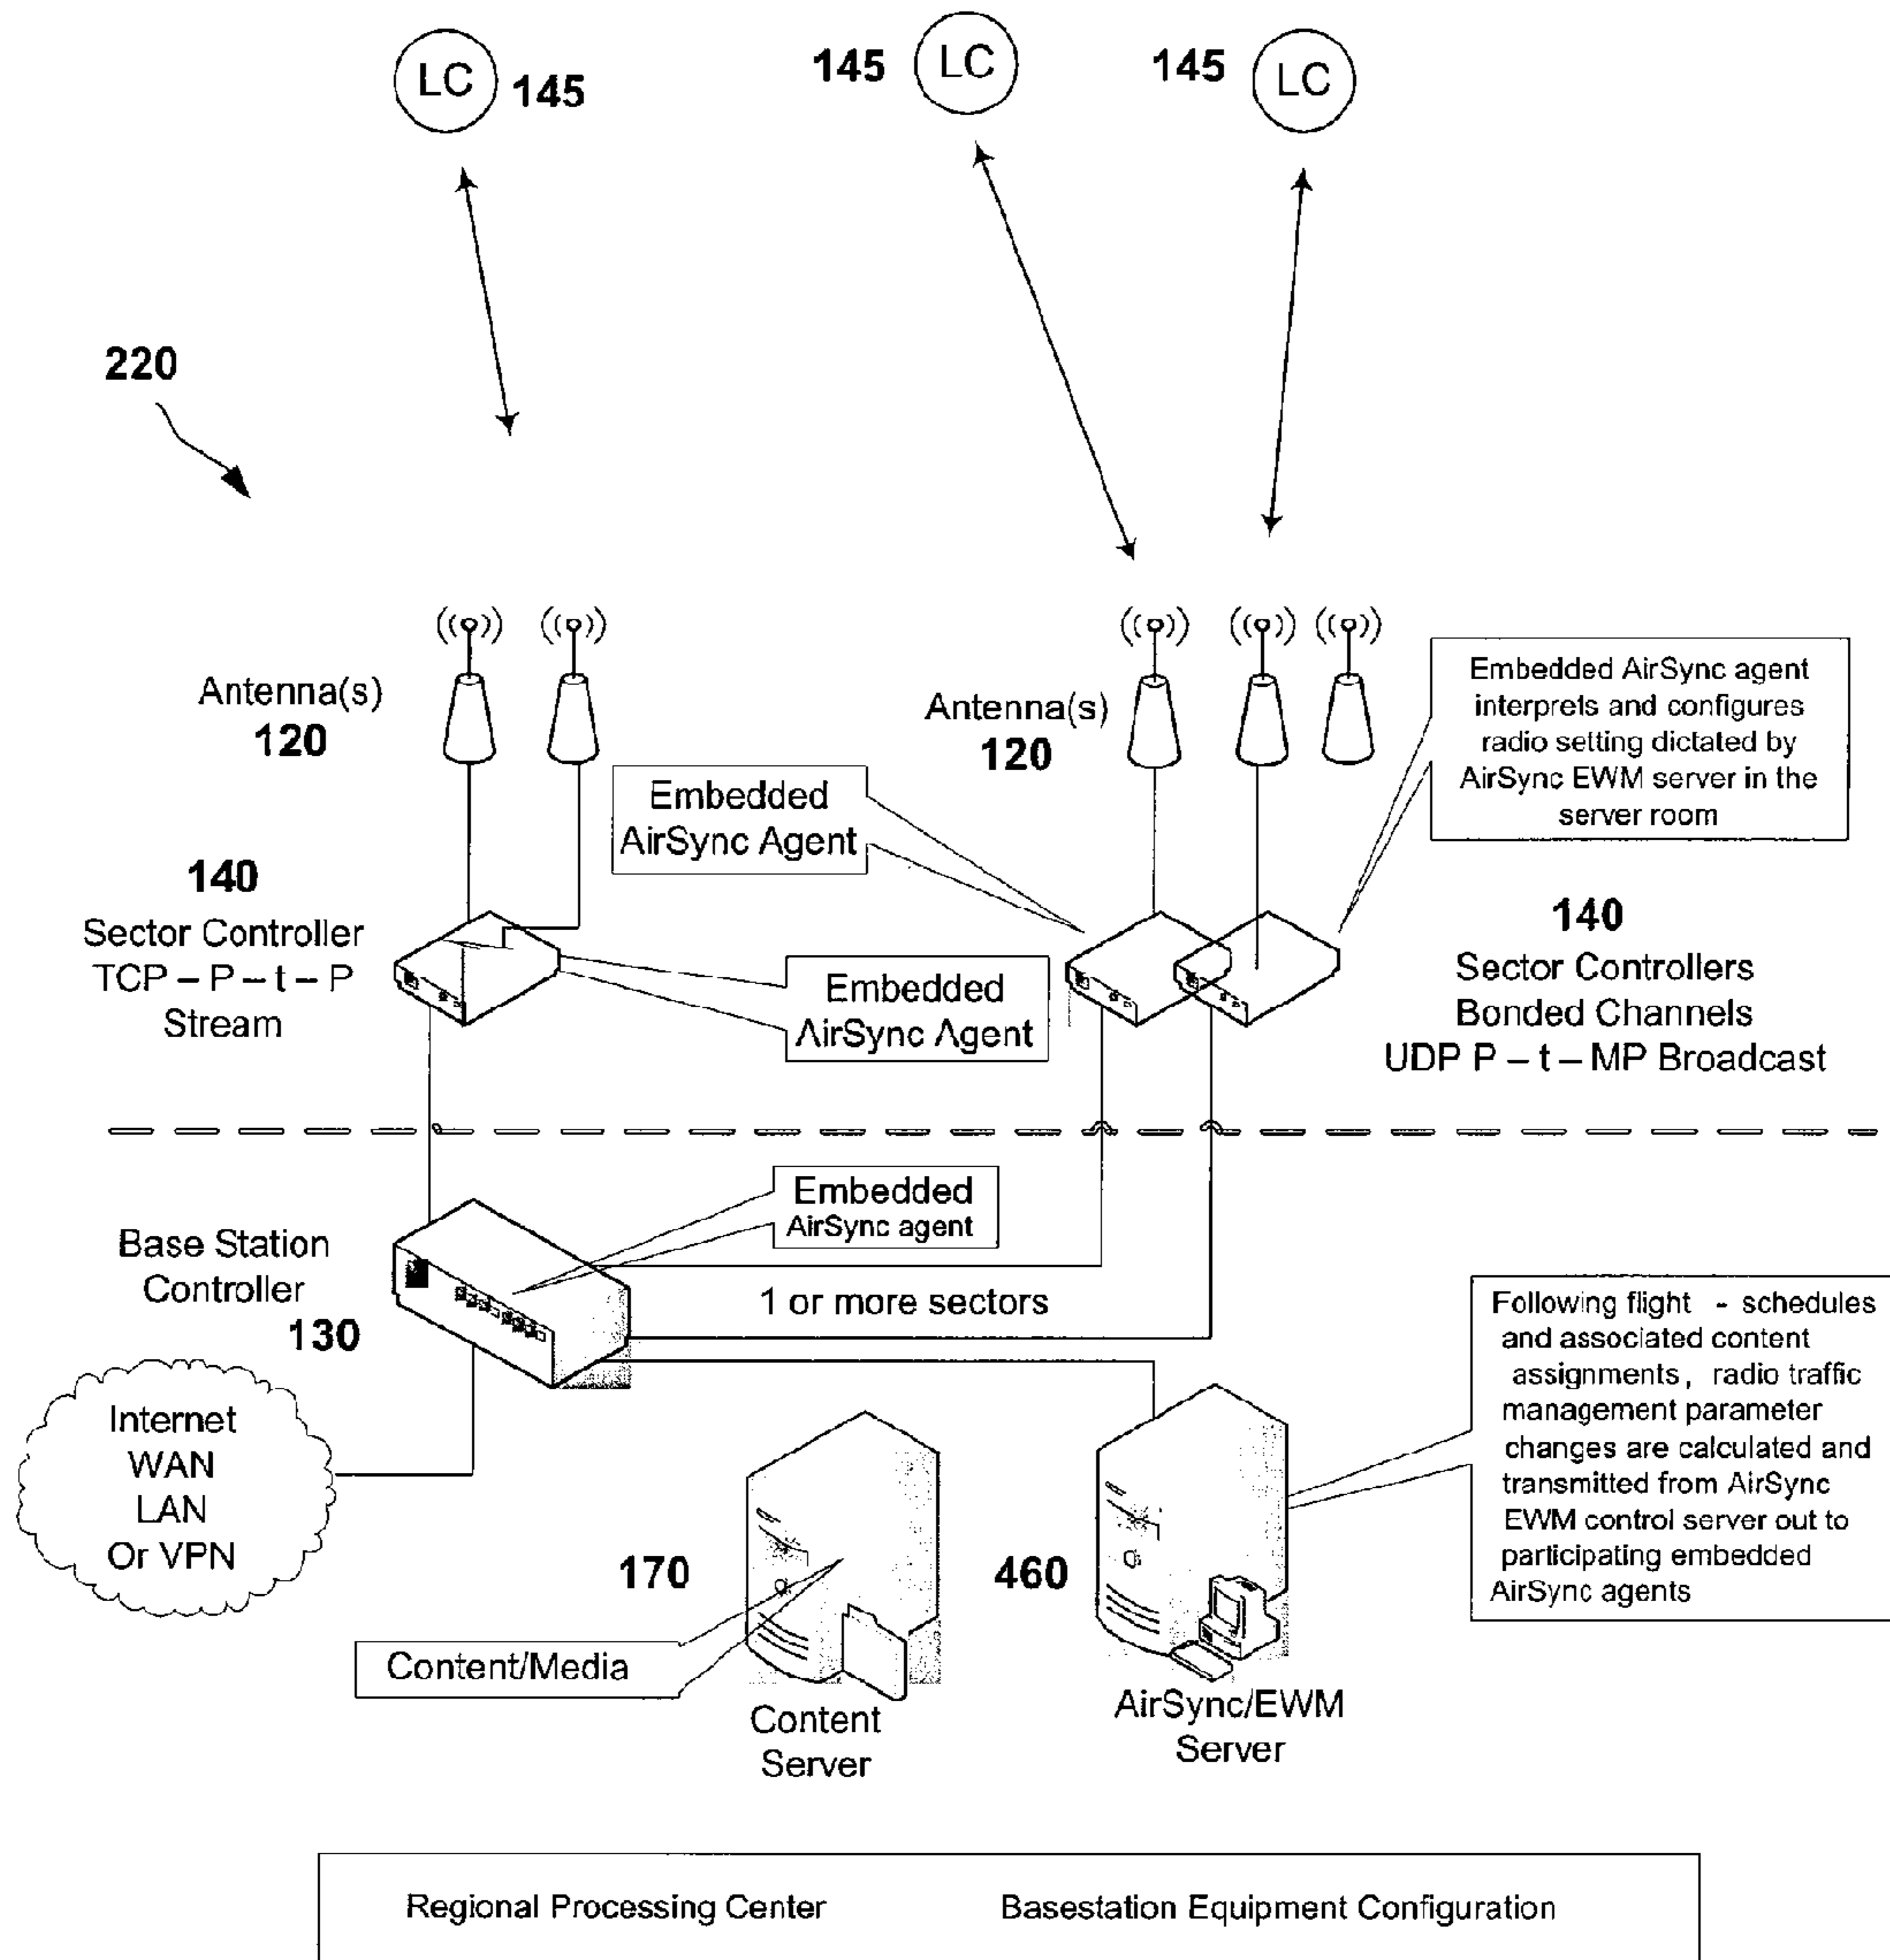 LC 145
145 LC
145 LC
220
Antenna(s)
120
Antenna(s)
120
Embedded AirSync agent
interprets and configures
radio setting dictated by
AirSync EWM server in the
server room
Embedded
AirSync Agent
140
Sector Controller
TCP – P – t – P
Stream
Embedded
AirSync Agent
140
Sector Controllers
Bonded Channels
UDP P – t – MP Broadcast
Embedded
AirSync agent
Base Station
Controller
130
1 or more sectors
Internet
WAN
LAN
Or VPN
Following flight - schedules
and associated content
assignments, radio traffic
management parameter
changes are calculated and
transmitted from AirSync
EWM control server out to
participating embedded
AirSync agents
170
460
Content/Media
Content
Server
AirSync/EWM
Server
Regional Processing Center Basestation Equipment Configuration